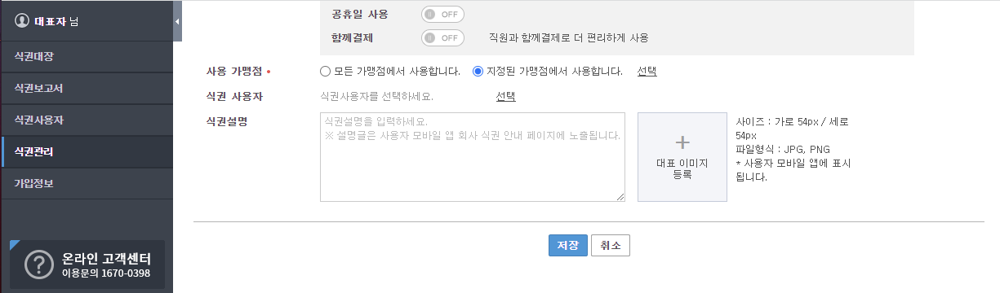 대표자 님
식권대장
식권보고서
식권사용자
식권관리
가입정보
온라인 고객센터
이용문의 1670-0398
공휴일 사용 OFF
함께결제 OFF 직원과 함께결제로 더 편리하게 사용
사용 가맹점 • 모든 가맹점에서 사용합니다. 지정된 가맹점에서 사용합니다. 선택
식권 사용자 식권사용자를 선택하세요. 선택
식권설명
식권설명을 입력하세요.
※ 설명글은 사용자 모바일 앱 회사 식권 안내 페이지에 노출됩니다.
+
대표 이미지
등록
사이즈 : 가로 54px / 세로
54px
파일형식 : JPG, PNG
* 사용자 모바일 앱에 표시
됩니다.
저장 취소